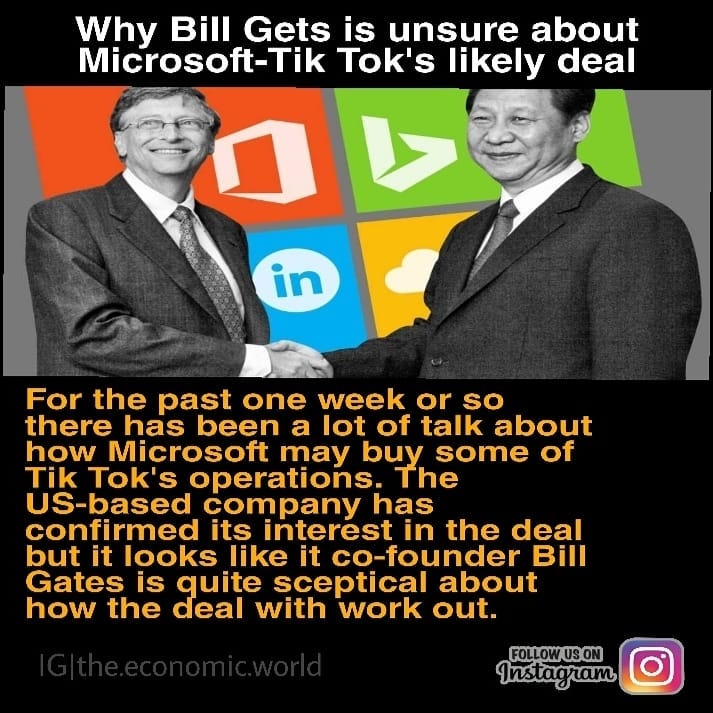 Why Bill Gets is unsure about
Microsoft-Tik Tok's likely deal
in
For the past one week or so
there has been a lot of talk about
how Microsoft may buy some of
Tik Tok's operations. The
US-based company has
confirmed its interest in the deal
but it looks like it co-founder Bill
Gates is quite sceptical about
how the deal with work out.
IG|the.economic.world
FOLLOW US ON
Instagram